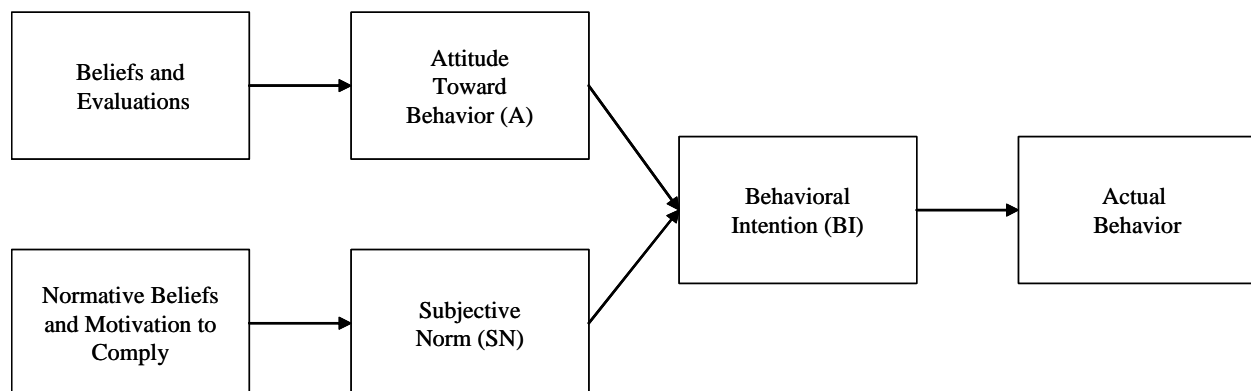 Beliefs and
Evaluations
Attitude
Toward
Behavior (A)
Behavioral
Intention (BI)
Actual
Behavior
Normative Beliefs
and Motivation to
Comply
Subjective
Norm (SN)